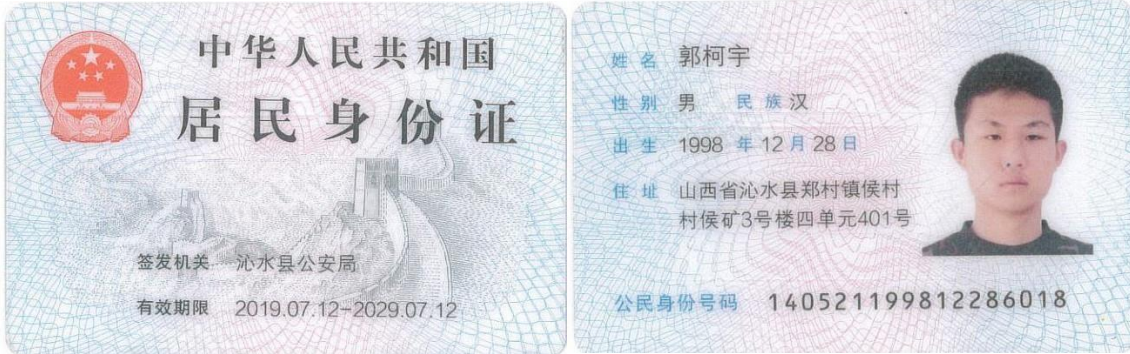 中华人民共和国
居民身份证
签发机关 沁水县公安局
有效期限 2019.07.12-2029.07.12
姓名 郭柯宇
性别 男 民族 汉
出生 1998 年 12 月 28 日
住址 山西省沁水县郑村镇侯村
村侯矿3号楼四单元401号
公民身份号码 140521199812286018